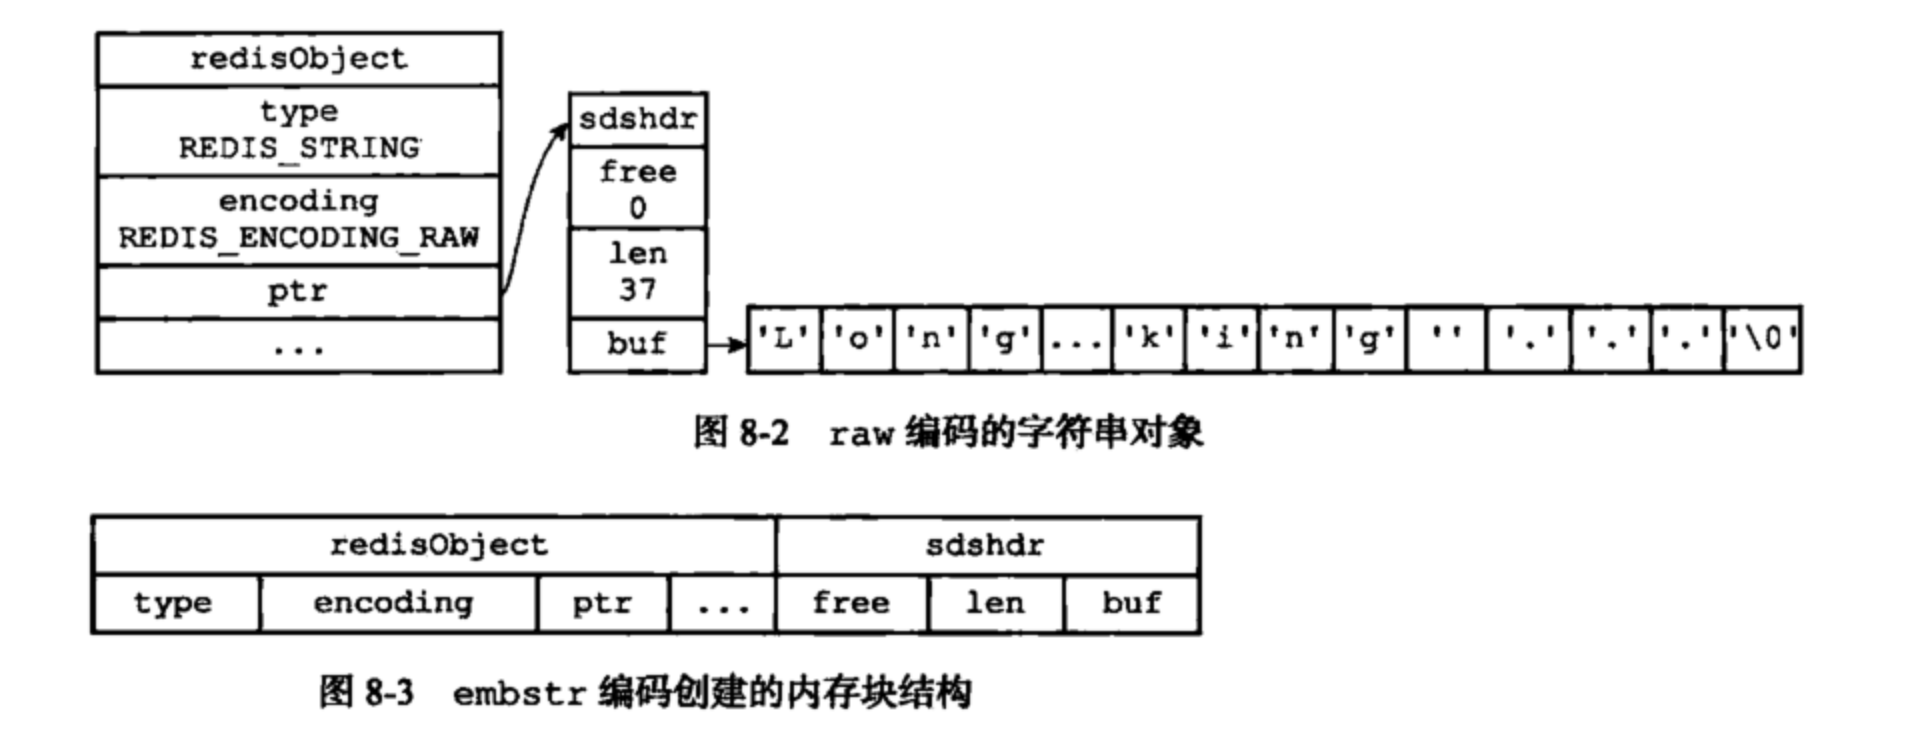 redisObject
type
REDIS_STRING
encoding
REDIS_ENCODING_RAW
ptr
...
sdshdr
free
0
len
37
buf
'L' 'o' 'n' 'g' ... 'k' 'i' 'n' 'g' '' '.' '.' '.' '\0'
图 8-2 raw 编码的字符串对象
redisObject sdshdr
type encoding ptr ... free len buf
图 8-3 embstr 编码创建的内存块结构